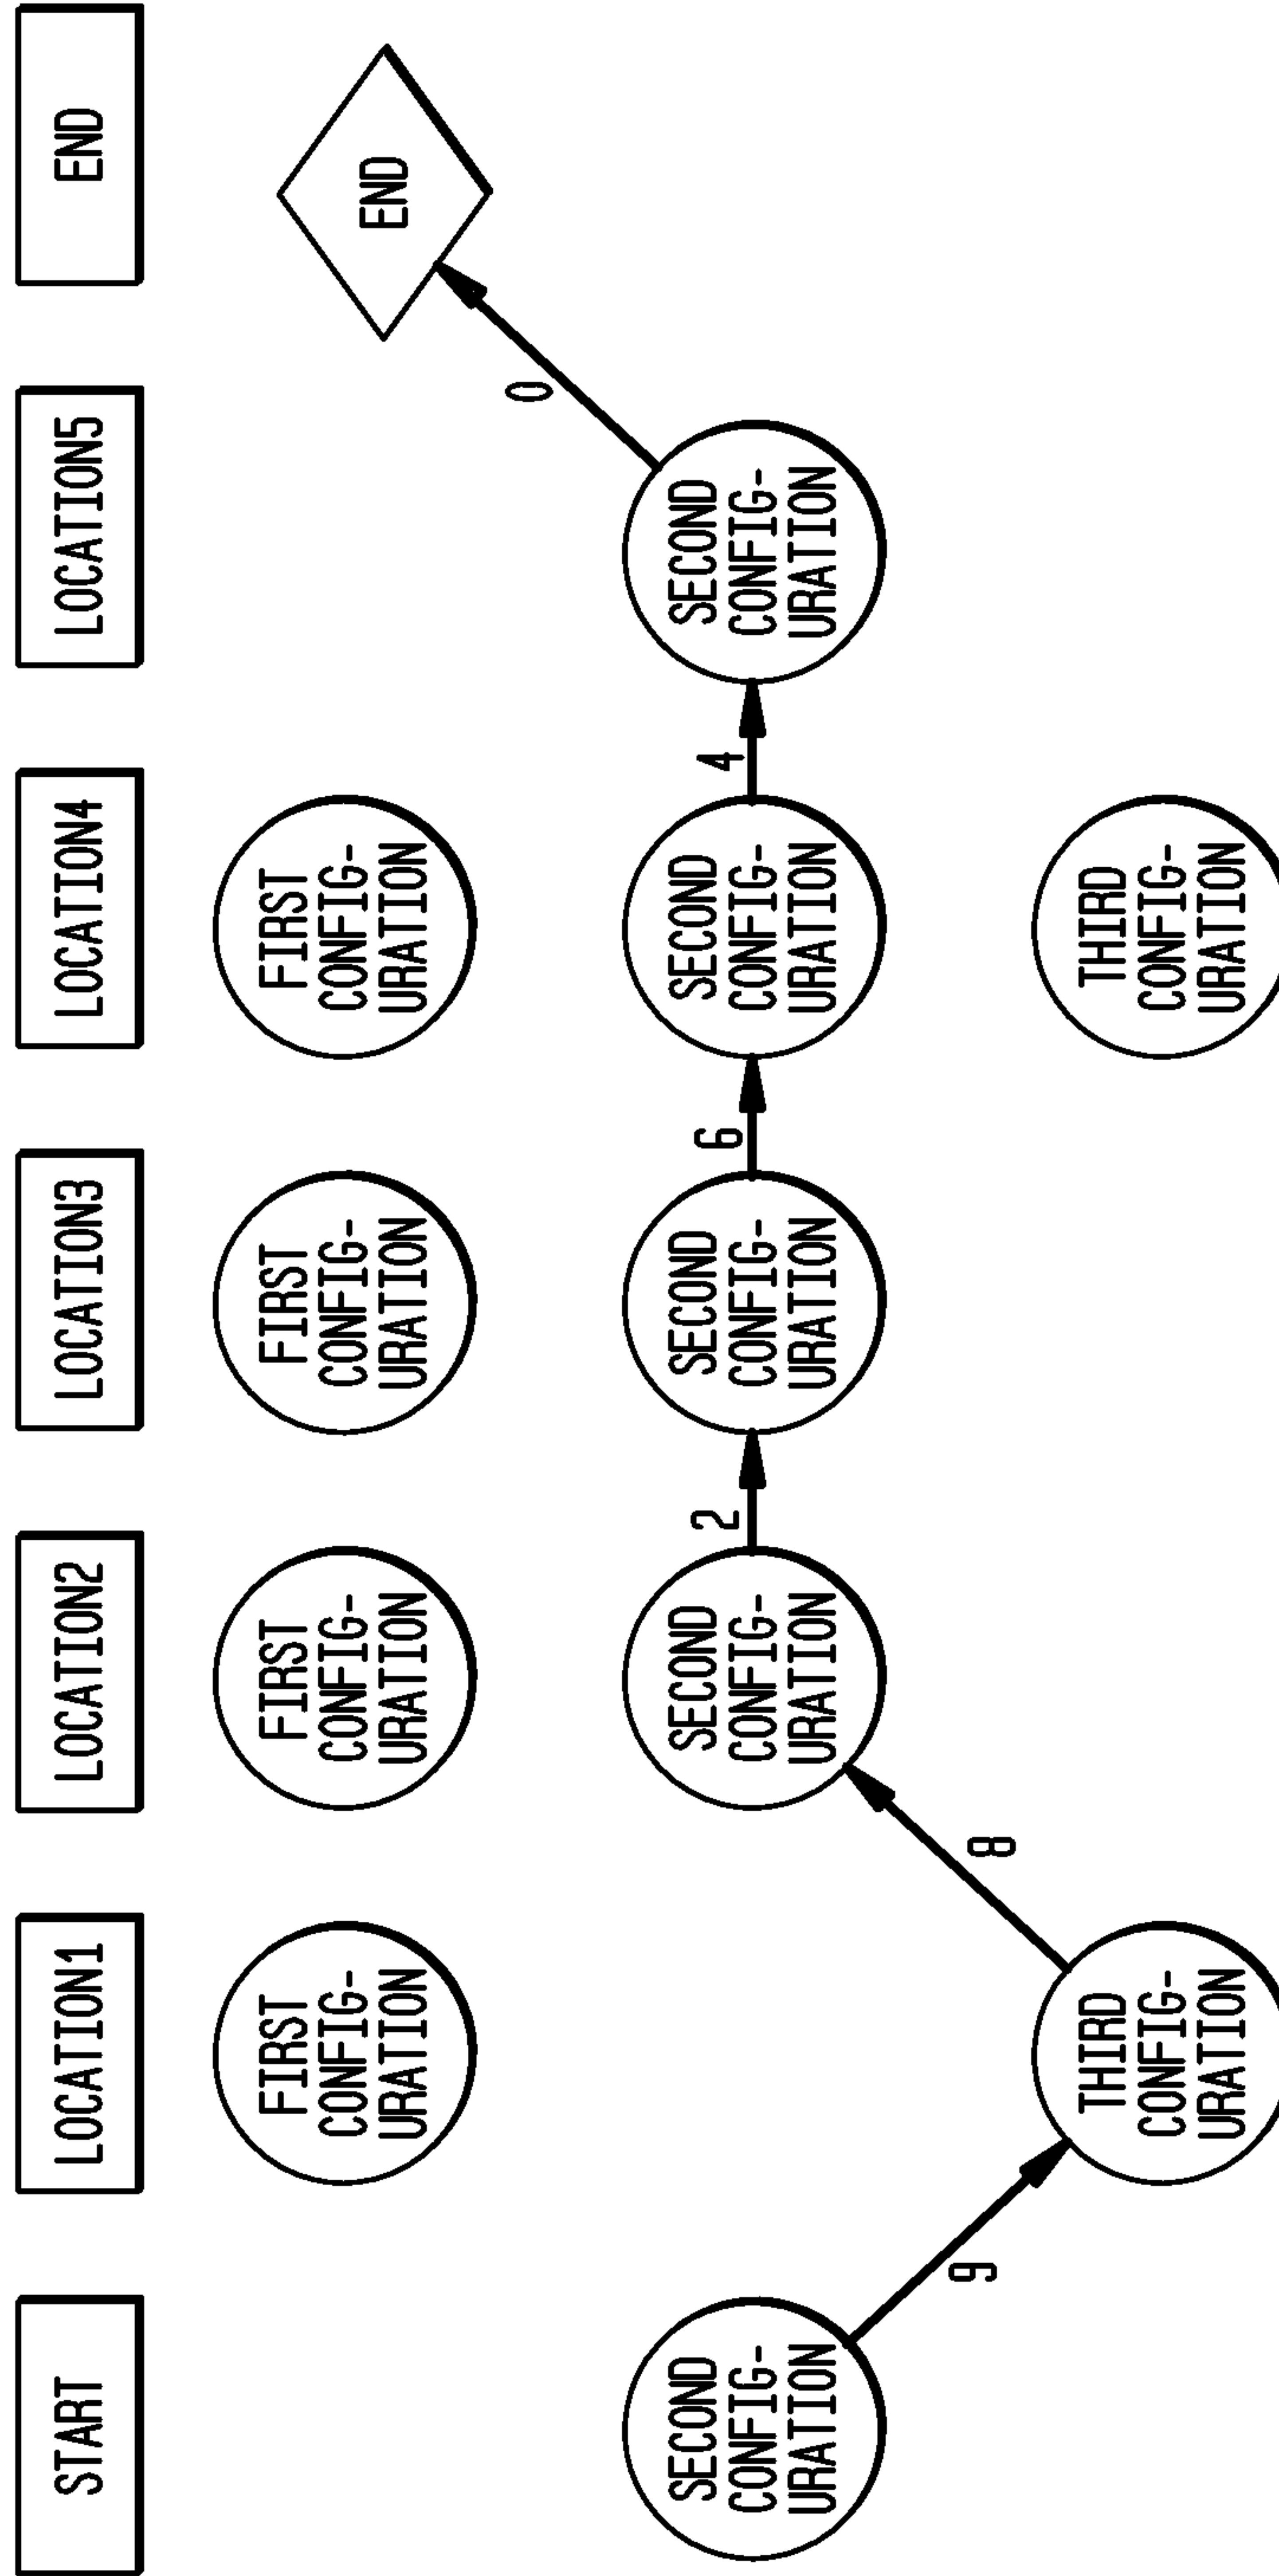 START
LOCATION1
LOCATION2
LOCATION3
LOCATION4
LOCATION5
END
FIRST
CONFIG-
URATION
FIRST
CONFIG-
URATION
FIRST
CONFIG-
URATION
FIRST
CONFIG-
URATION
END
0
SECOND
CONFIG-
URATION
SECOND
CONFIG-
URATION
2
SECOND
CONFIG-
URATION
6
SECOND
CONFIG-
URATION
4
SECOND
CONFIG-
URATION
9
8
THIRD
CONFIG-
URATION
THIRD
CONFIG-
URATION